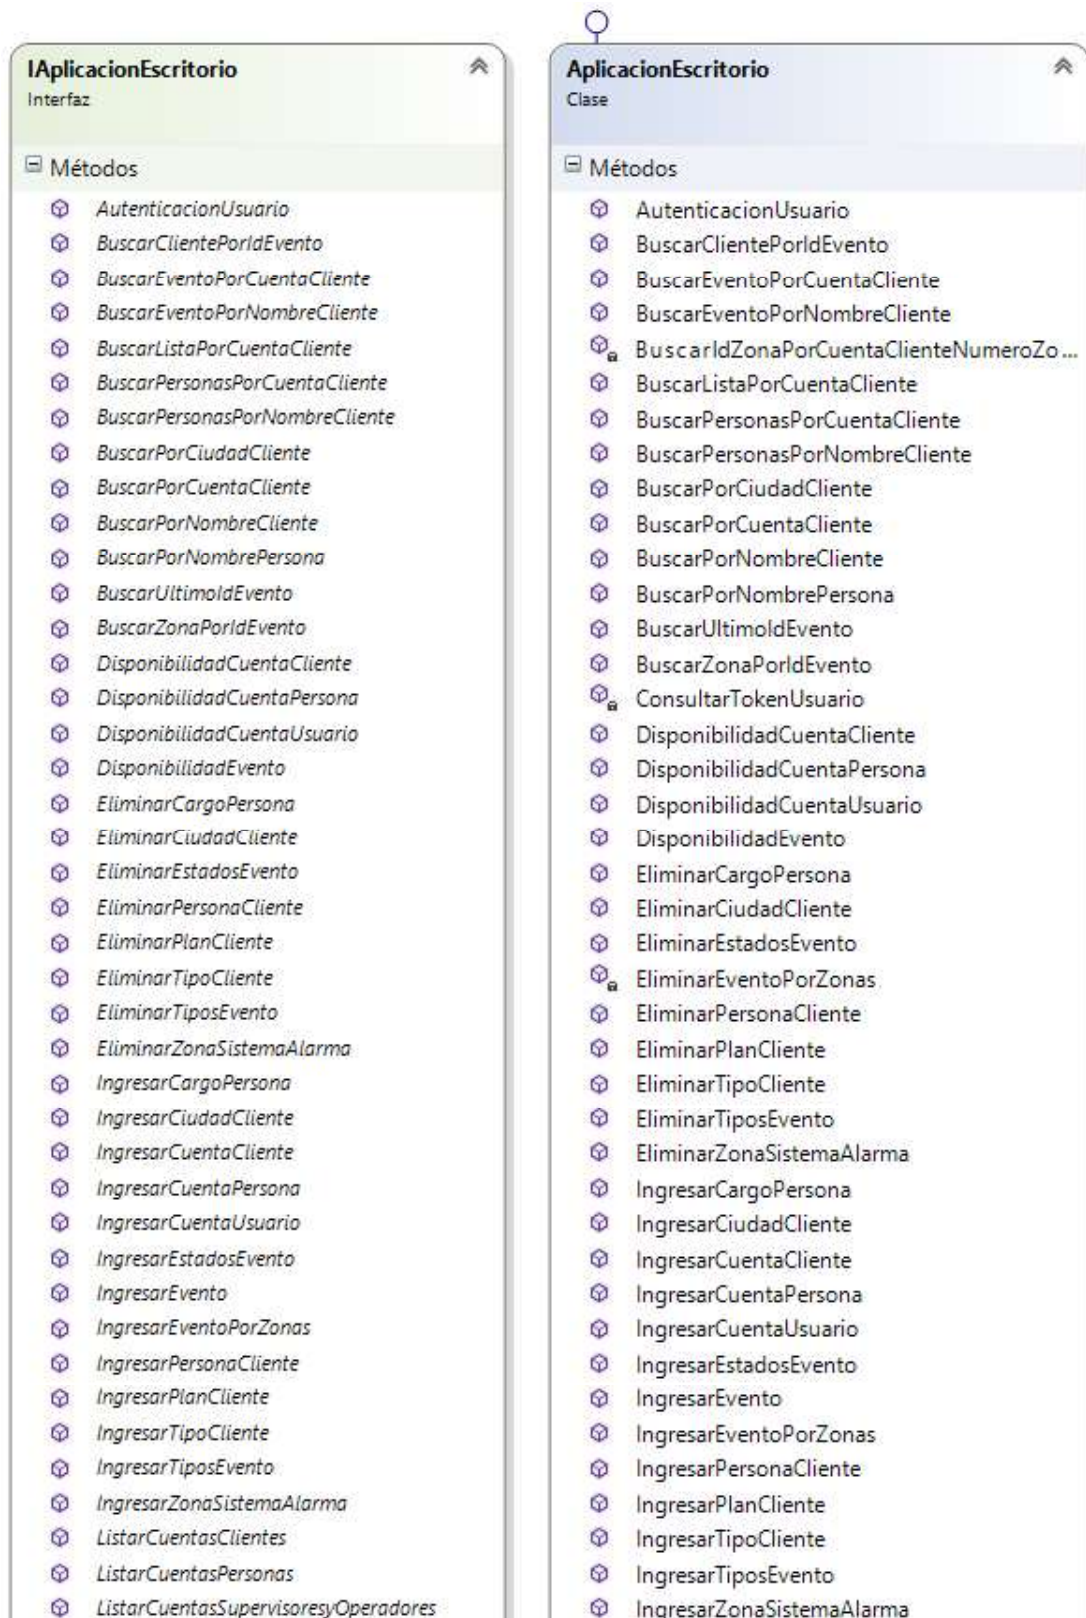 IAplicacionEscritorio
Interfaz
Métodos
AutenticacionUsuario
BuscarClientePorIdEvento
BuscarEventoPorCuentaCliente
BuscarEventoPorNombreCliente
BuscarListaPorCuentaCliente
BuscarPersonasPorCuentaCliente
BuscarPersonasPorNombreCliente
BuscarPorCiudadCliente
BuscarPorCuentaCliente
BuscarPorNombreCliente
BuscarPorNombrePersona
BuscarUltimoIdEvento
BuscarZonaPorIdEvento
DisponibilidadCuentaCliente
DisponibilidadCuentaPersona
DisponibilidadCuentaUsuario
DisponibilidadEvento
EliminarCargoPersona
EliminarCiudadCliente
EliminarEstadosEvento
EliminarPersonaCliente
EliminarPlanCliente
EliminarTipoCliente
EliminarTiposEvento
EliminarZonaSistemaAlarma
IngresarCargoPersona
IngresarCiudadCliente
IngresarCuentaCliente
IngresarCuentaPersona
IngresarCuentaUsuario
IngresarEstadosEvento
IngresarEvento
IngresarEventoPorZonas
IngresarPersonaCliente
IngresarPlanCliente
IngresarTipoCliente
IngresarTiposEvento
IngresarZonaSistemaAlarma
ListarCuentasClientes
ListarCuentasPersonas
ListarCuentasSupervisoresyOperadores
AplicacionEscritorio
Clase
Métodos
AutenticacionUsuario
BuscarClientePorIdEvento
BuscarEventoPorCuentaCliente
BuscarEventoPorNombreCliente
BuscarIdZonaPorCuentaClienteNumeroZo...
BuscarListaPorCuentaCliente
BuscarPersonasPorCuentaCliente
BuscarPersonasPorNombreCliente
BuscarPorCiudadCliente
BuscarPorCuentaCliente
BuscarPorNombreCliente
BuscarPorNombrePersona
BuscarUltimoIdEvento
BuscarZonaPorIdEvento
ConsultarTokenUsuario
DisponibilidadCuentaCliente
DisponibilidadCuentaPersona
DisponibilidadCuentaUsuario
DisponibilidadEvento
EliminarCargoPersona
EliminarCiudadCliente
EliminarEstadosEvento
EliminarEventoPorZonas
EliminarPersonaCliente
EliminarPlanCliente
EliminarTipoCliente
EliminarTiposEvento
EliminarZonaSistemaAlarma
IngresarCargoPersona
IngresarCiudadCliente
IngresarCuentaCliente
IngresarCuentaPersona
IngresarCuentaUsuario
IngresarEstadosEvento
IngresarEvento
IngresarEventoPorZonas
IngresarPersonaCliente
IngresarPlanCliente
IngresarTipoCliente
IngresarTiposEvento
IngresarZonaSistemaAlarma